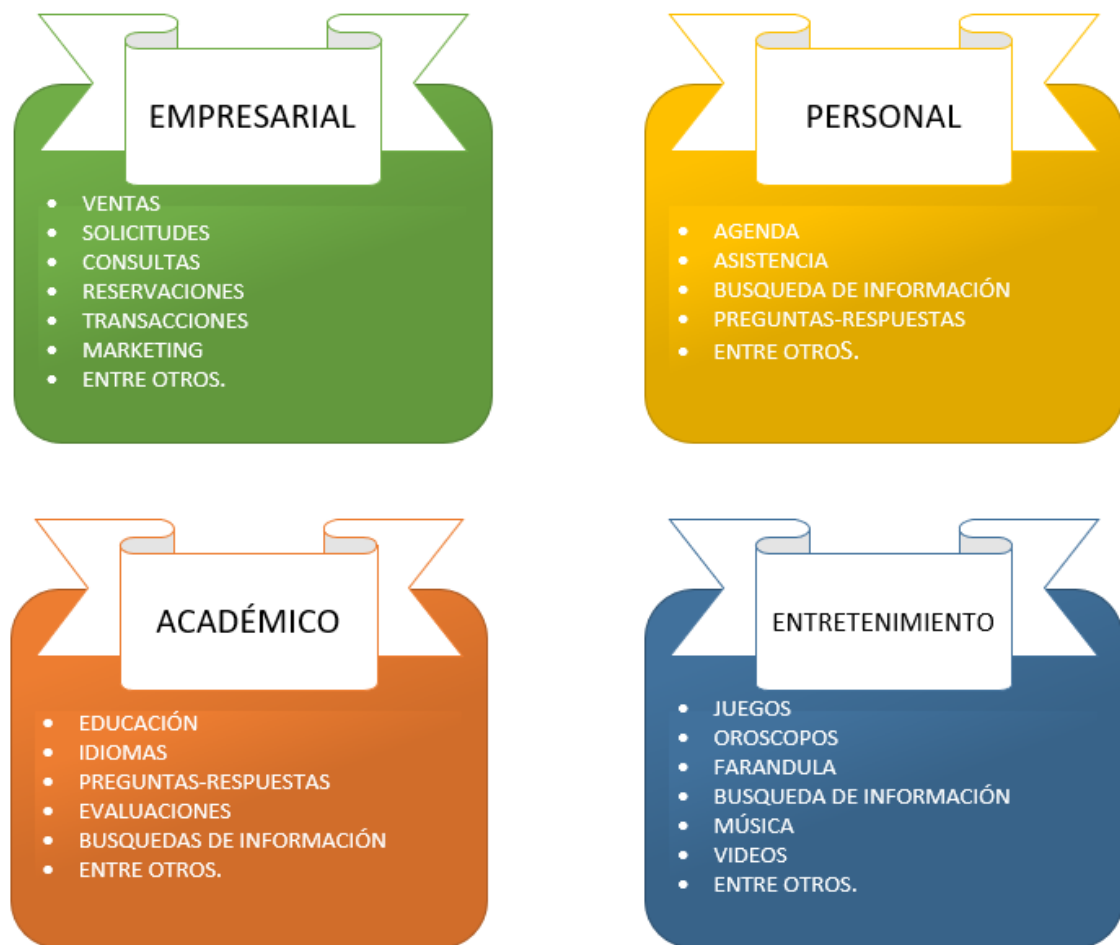 EMPRESARIAL
• VENTAS
• SOLICITUDES
• CONSULTAS
• RESERVACIONES
• TRANSACCIONES
• MARKETING
• ENTRE OTROS.
PERSONAL
• AGENDA
• ASISTENCIA
• BUSQUEDA DE INFORMACIÓN
• PREGUNTAS-RESPUESTAS
• ENTRE OTROS.
ACADÉMICO
• EDUCACIÓN
• IDIOMAS
• PREGUNTAS-RESPUESTAS
• EVALUACIONES
• BUSQUEDAS DE INFORMACIÓN
• ENTRE OTROS.
ENTRETENIMIENTO
• JUEGOS
• OROSCOPOS
• FARANDULA
• BUSQUEDA DE INFORMACIÓN
• MÚSICA
• VIDEOS
• ENTRE OTROS.